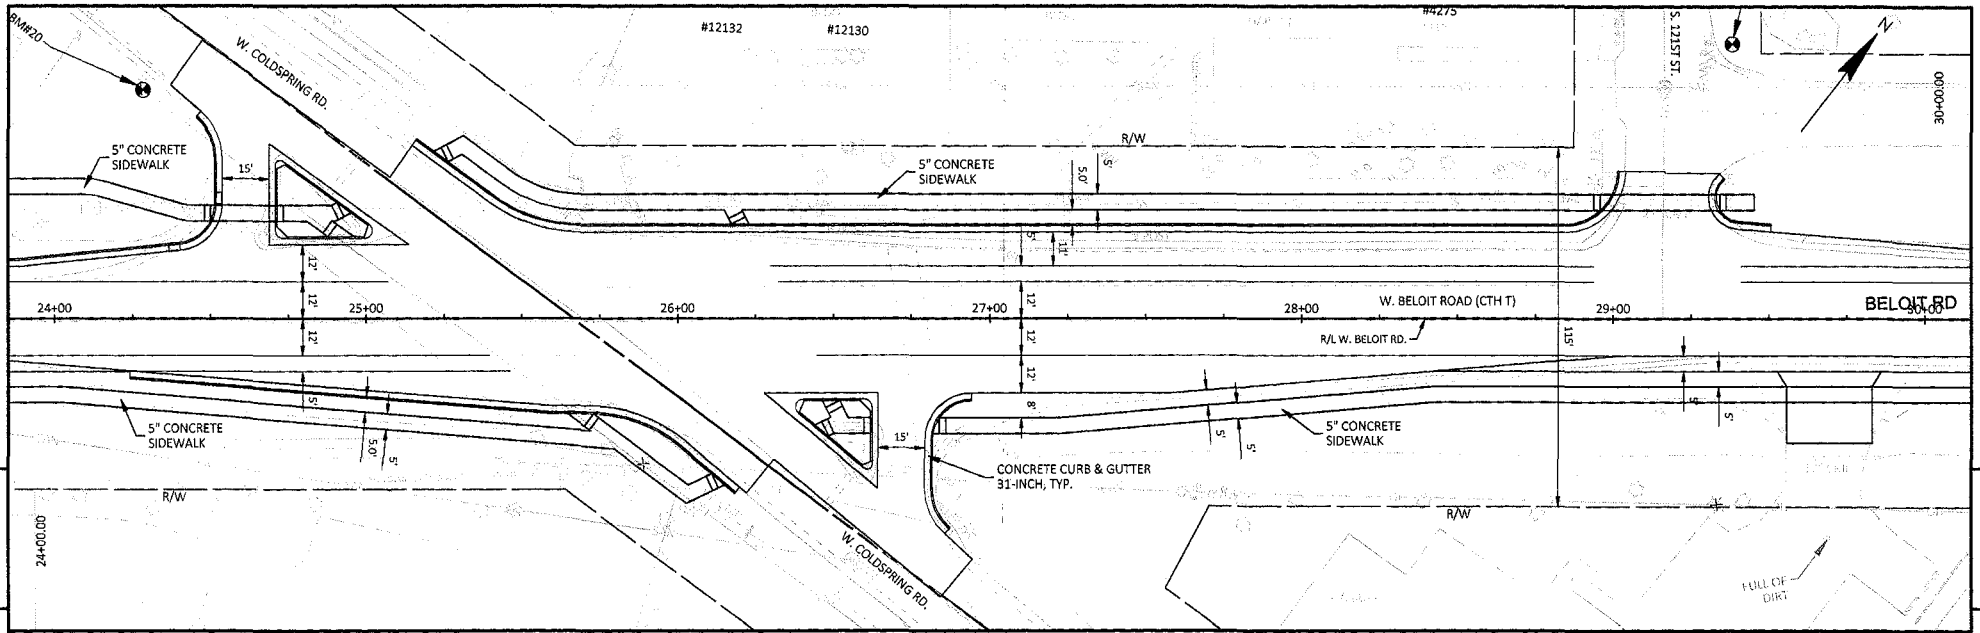 BM#20
W. COLDSPRING RD.
#12132
#12130
#4275
S. 121ST ST.
N
30+00.00
5" CONCRETE
SIDEWALK
15'
5" CONCRETE
SIDEWALK
R/W
5.0'
5'
5'
11'
12'
12'
12'
12'
12'
12'
24+00
25+00
26+00
27+00
28+00
29+00
30+00
W. BELOIT ROAD (CTH T)
BELOIT RD
R/L W. BELOIT RD.
115'
5" CONCRETE
SIDEWALK
5'
5.0'
5'
8'
15'
5'
5'
5" CONCRETE
SIDEWALK
5'
5'
CONCRETE CURB & GUTTER
31-INCH, TYP.
R/W
R/W
24+00.00
W. COLDSPRING RD.
FULL OF
DIRT